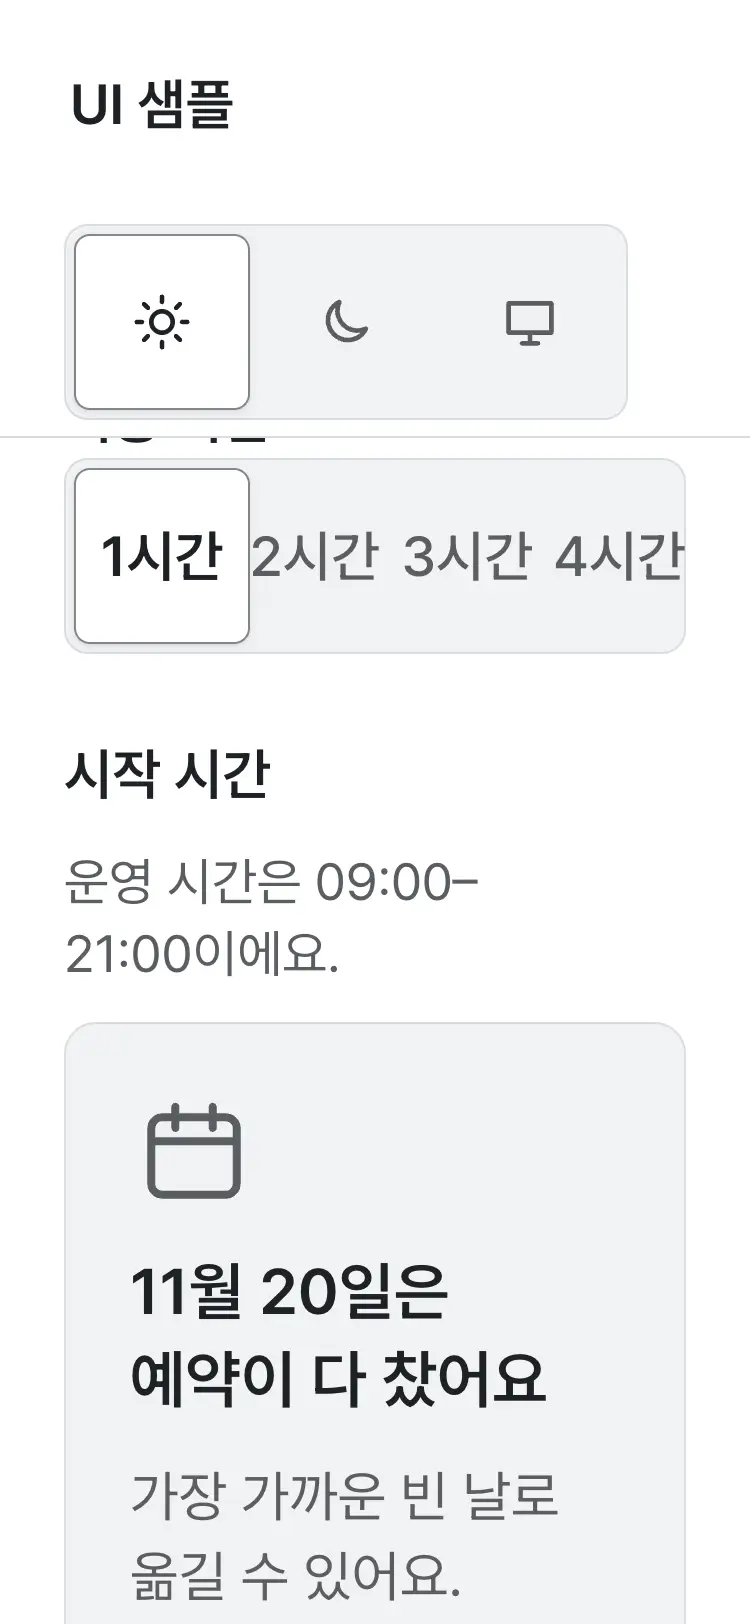 UI 샘플
1시간 2시간 3시간 4시간
시작 시간
운영 시간은 09:00–
21:00이에요.
11월 20일은
예약이 다 찼어요
가장 가까운 빈 날로
옮길 수 있어요.